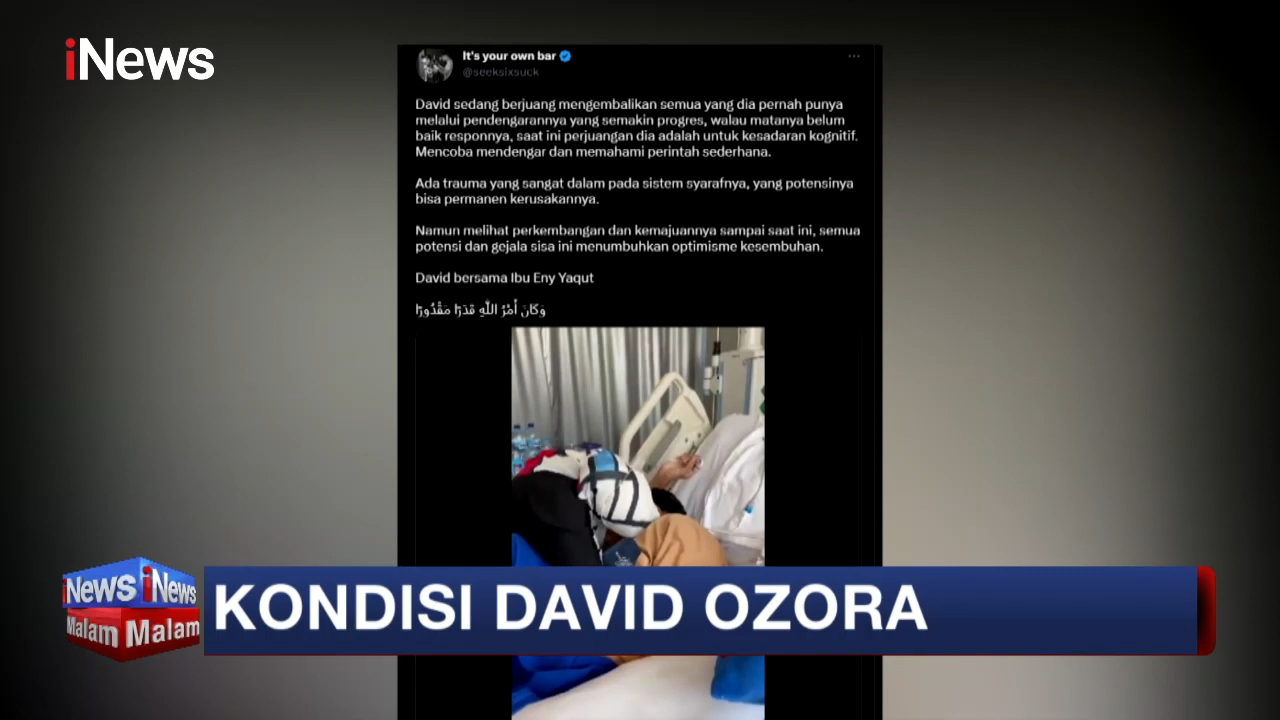 iNews
It's your own bar
@seeksixsuck
David sedang berjuang mengembalikan semua yang dia pernah punya
melalui pendengarannya yang semakin progres, walau matanya belum
baik responnya, saat ini perjuangan dia adalah untuk kesadaran kognitif.
Mencoba mendengar dan memahami perintah sederhana.
Ada trauma yang sangat dalam pada sistem syarafnya, yang potensinya
bisa permanen kerusakannya.
Namun melihat perkembangan dan kemajuannya sampai saat ini, semua
potensi dan gejala sisa ini menumbuhkan optimisme kesembuhan.
David bersama Ibu Eny Yaqut
وَكَانَ أَمْرُ اللَّهِ قَدَرًا مَقْدُورًا
iNews iNews
Malam Malam
KONDISI DAVID OZORA